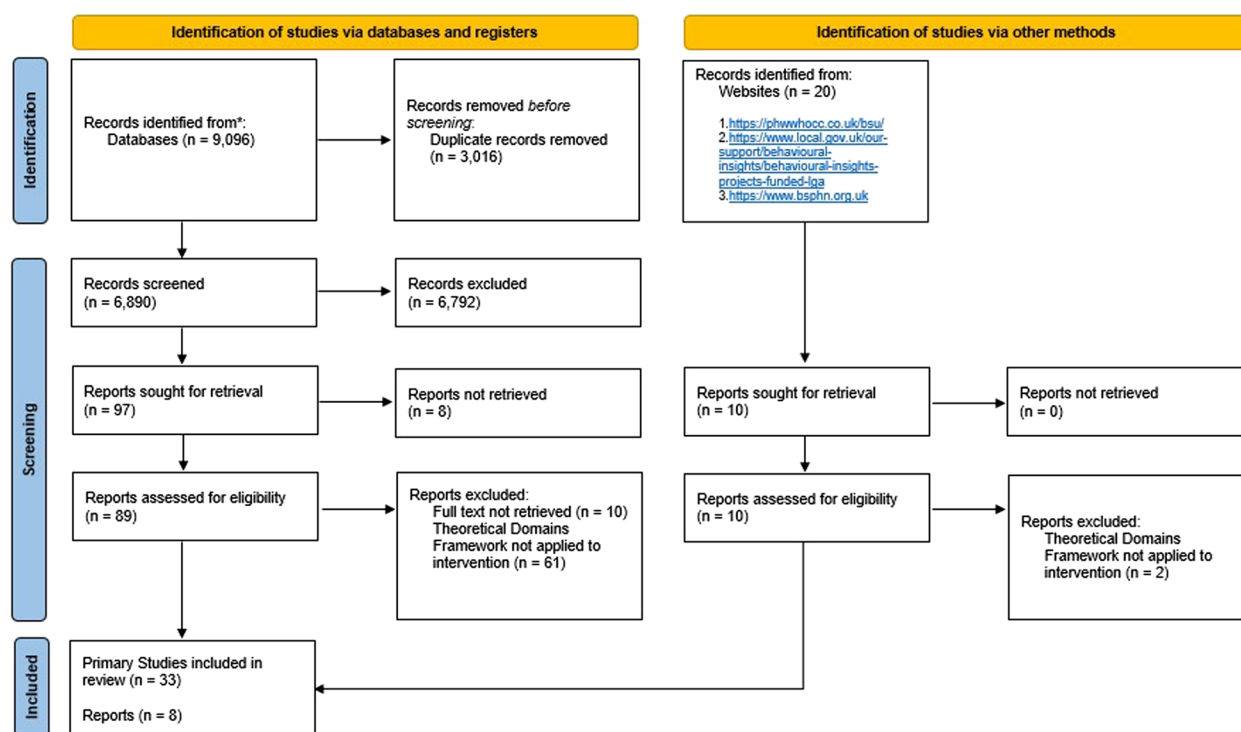 Identification of studies via databases and registers
Identification of studies via other methods
Identification
Records identified from*:
Databases (n = 9,096)
Records removed before
screening:
Duplicate records removed
(n = 3,016)
Records identified from:
Websites (n = 20)
1.https://phwwhocc.co.uk/bsu/
2.https://www.local.gov.uk/our-
support/behavioural-
insights/behavioural-insights-
projects-funded-lga
3.https://www.bsphn.org.uk
Screening
Records screened
(n = 6,890)
Records excluded
(n = 6,792)
Reports sought for retrieval
(n = 97)
Reports not retrieved
(n = 8)
Reports sought for retrieval
(n = 10)
Reports not retrieved
(n = 0)
Reports assessed for eligibility
(n = 89)
Reports excluded:
Full text not retrieved (n = 10)
Theoretical Domains
Framework not applied to
intervention (n = 61)
Reports assessed for eligibility
(n = 10)
Reports excluded:
Theoretical Domains
Framework not applied to
intervention (n = 2)
Included
Primary Studies included in
review (n = 33)
Reports (n = 8)